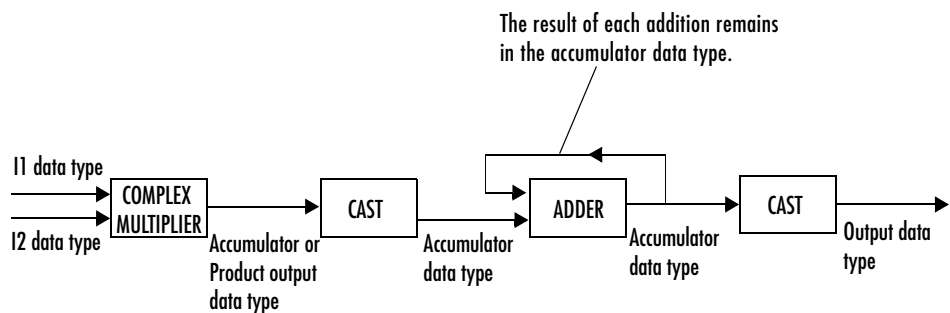 The result of each addition remains
in the accumulator data type.
I1 data type
I2 data type
COMPLEX
MULTIPLIER
Accumulator or
Product output
data type
CAST
Accumulator
data type
ADDER
Accumulator
data type
CAST
Output data
type